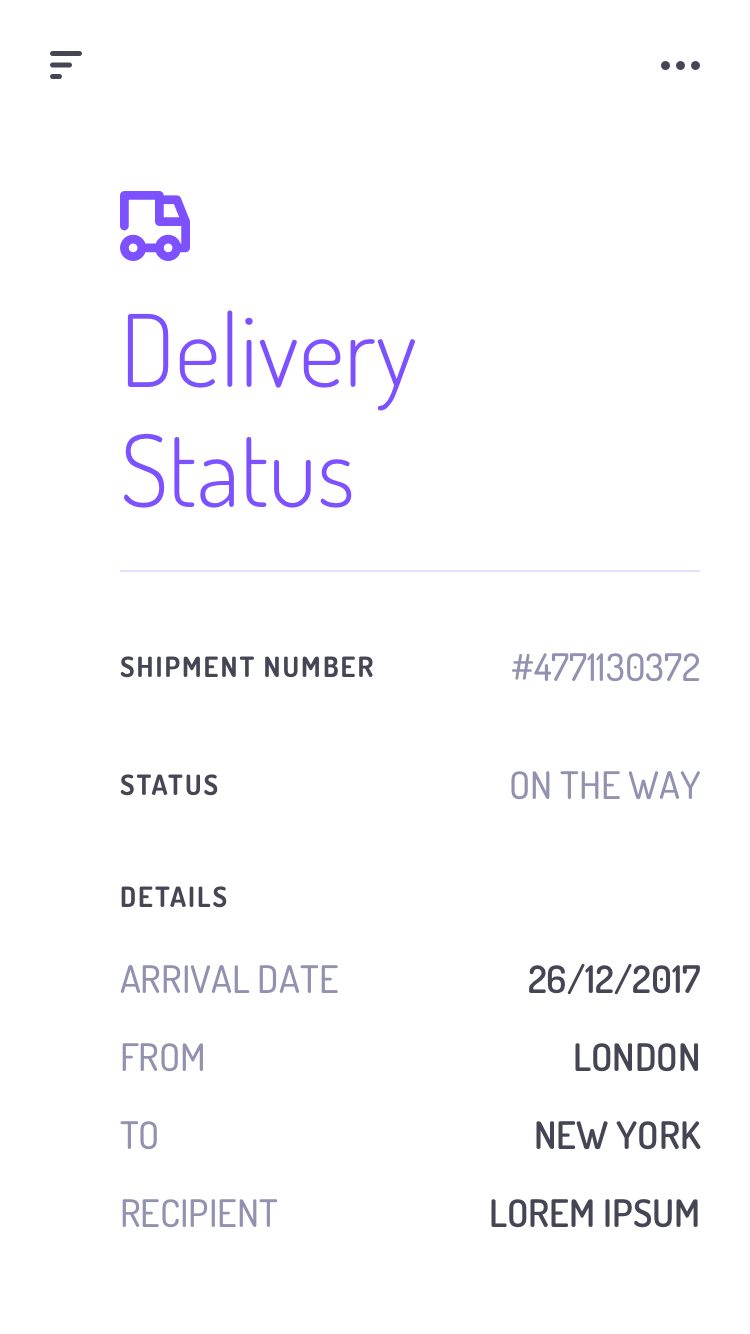 Delivery
Status
SHIPMENT NUMBER #4771130372
STATUS ON THE WAY
DETAILS
ARRIVAL DATE 26/12/2017
FROM LONDON
TO NEW YORK
RECIPIENT LOREM IPSUM